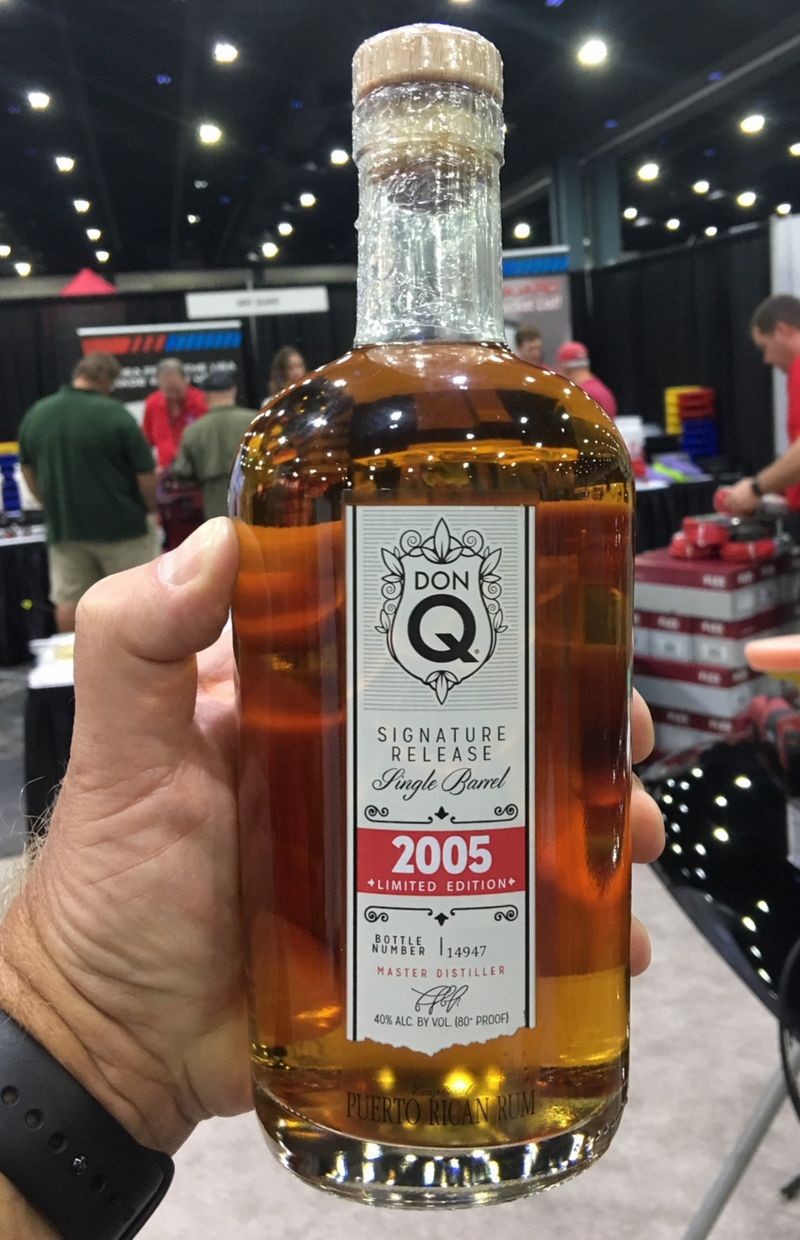 DON
Q
SIGNATURE
RELEASE
Single Barrel
2005
LIMITED EDITION
BOTTLE
NUMBER 14947
MASTER DISTILLER
40% ALC. BY VOL. (80° PROOF)
PUERTO RICAN RUM